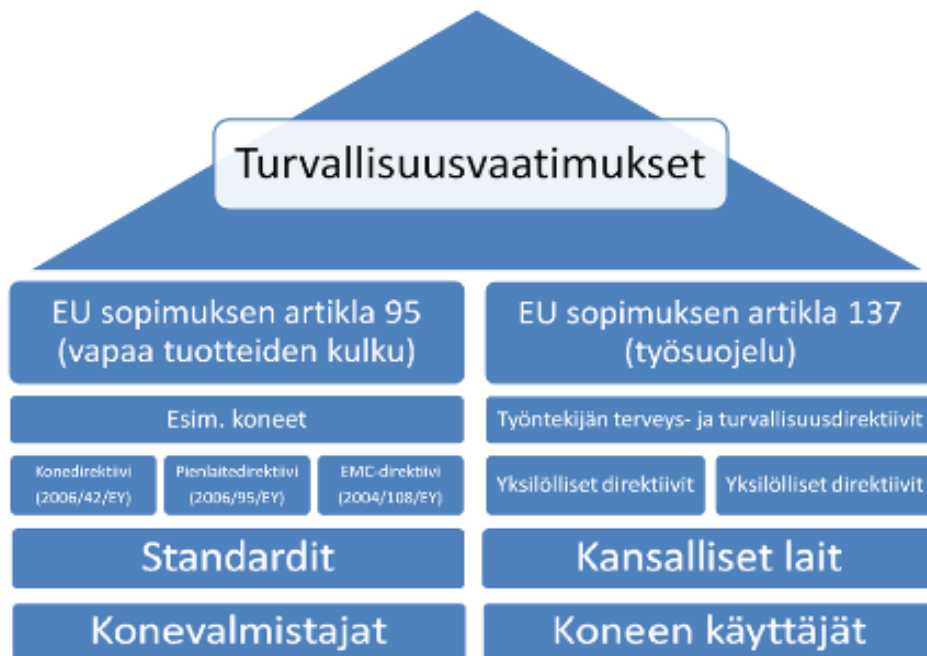 Turvallisuusvaatimukset
EU sopimuksen artikla 95
(vapaa tuotteiden kulku)
EU sopimuksen artikla 137
(työsuojelu)
Esim. koneet
Työntekijän terveys- ja turvallisuusdirektiivit
Konedirektiivi
(2006/42/EY)
Pienlaitedirektiivi
(2006/95/EY)
EMC-direktiivi
(2004/108/EY)
Yksilölliset direktiivit
Yksilölliset direktiivit
Standardit
Kansalliset lait
Konevalmistajat
Koneen käyttäjät